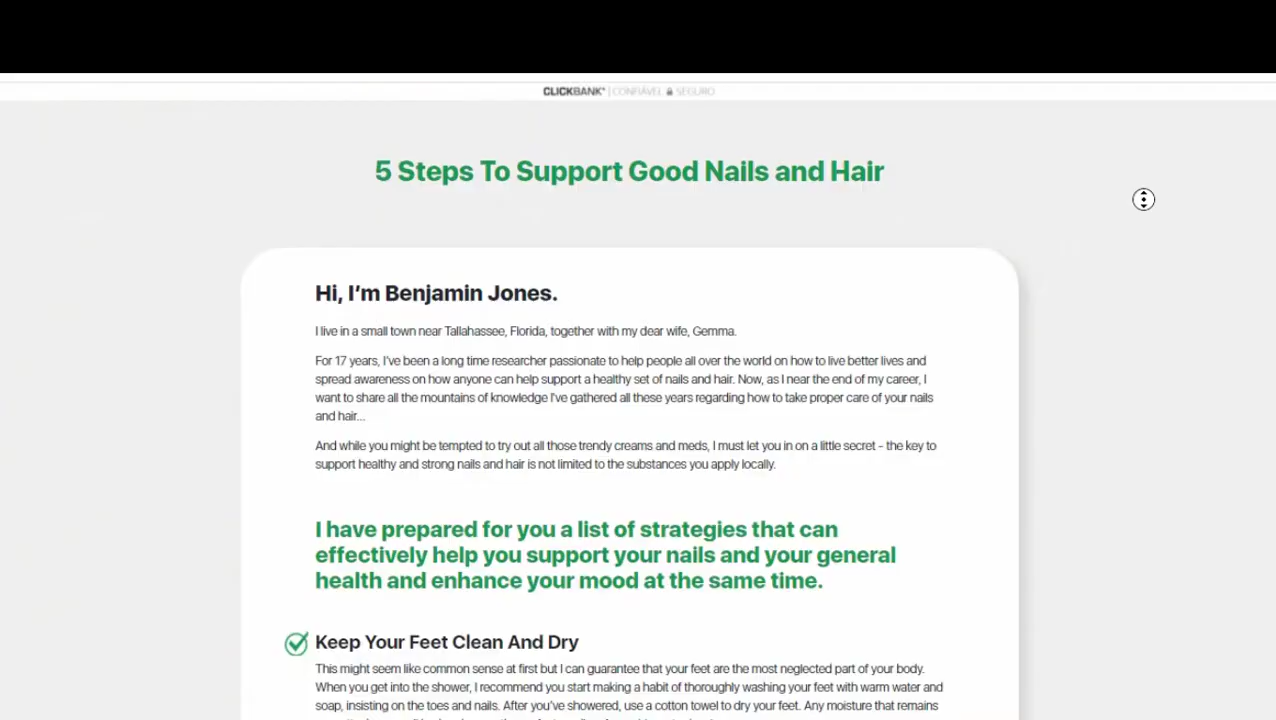 CLICKBANK® | CONFIÁVEL SEGURO
5 Steps To Support Good Nails and Hair
Hi, I'm Benjamin Jones.
I live in a small town near Tallahassee, Florida, together with my dear wife, Gemma.
For 17 years, I've been a long time researcher passionate to help people all over the world on how to live better lives and
spread awareness on how anyone can help support a healthy set of nails and hair. Now, as I near the end of my career, I
want to share all the mountains of knowledge I've gathered all these years regarding how to take proper care of your nails
and hair...
And while you might be tempted to try out all those trendy creams and meds, I must let you in on a little secret - the key to
support healthy and strong nails and hair is not limited to the substances you apply locally.
I have prepared for you a list of strategies that can
effectively help you support your nails and your general
health and enhance your mood at the same time.
Keep Your Feet Clean And Dry
This might seem like common sense at first but I can guarantee that your feet are the most neglected part of your body.
When you get into the shower, I recommend you start making a habit of thoroughly washing your feet with warm water and
soap, insisting on the toes and nails. After you've showered, use a cotton towel to dry your feet. Any moisture that remains